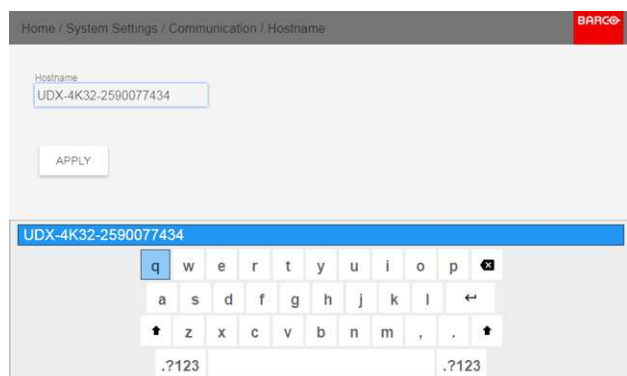 Home / System Settings / Communication / Hostname
BARCO
Hostname
UDX-4K32-2590077434
APPLY
UDX-4K32-2590077434
q w e r t y u i o p
a s d f g h j k l
z x c v b n m , .
.?123 .?123